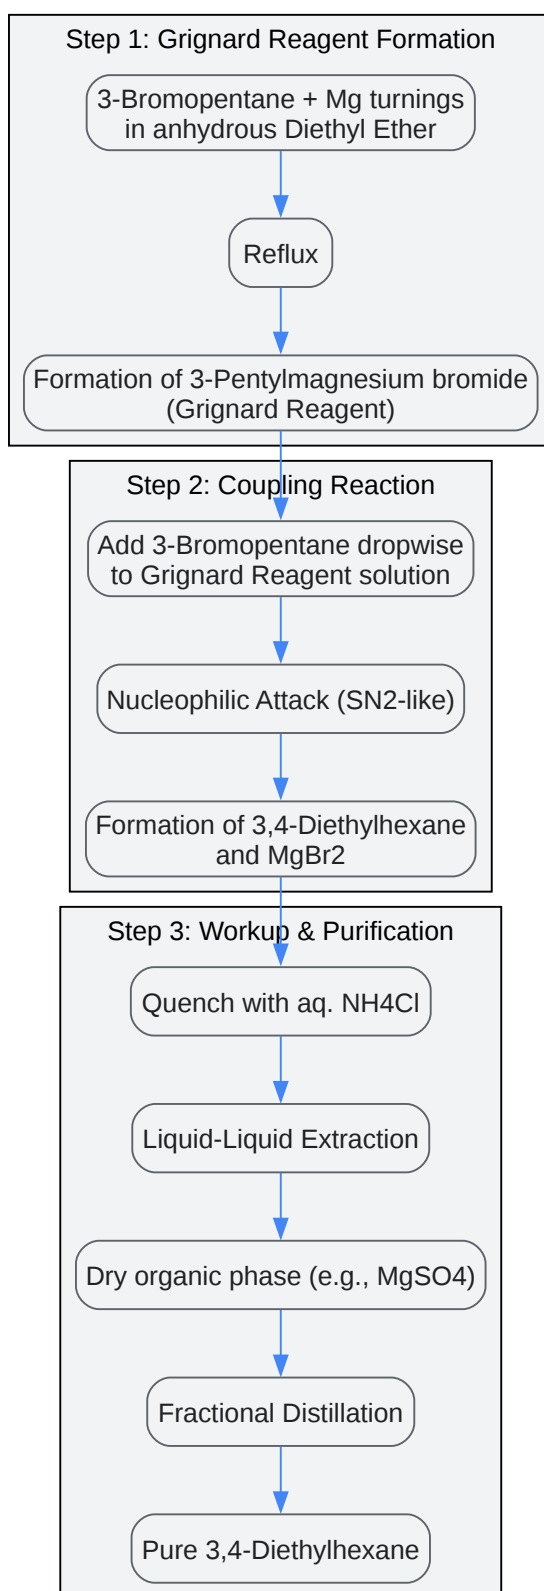 Step 1: Grignard Reagent Formation
3-Bromopentane + Mg turnings
in anhydrous Diethyl Ether
Reflux
Formation of 3-Pentylmagnesium bromide
(Grignard Reagent)
Step 2: Coupling Reaction
Add 3-Bromopentane dropwise
to Grignard Reagent solution
Nucleophilic Attack (SN2-like)
Formation of 3,4-Diethylhexane
and MgBr2
Step 3: Workup & Purification
Quench with aq. NH4Cl
Liquid-Liquid Extraction
Dry organic phase (e.g., MgSO4)
Fractional Distillation
Pure 3,4-Diethylhexane